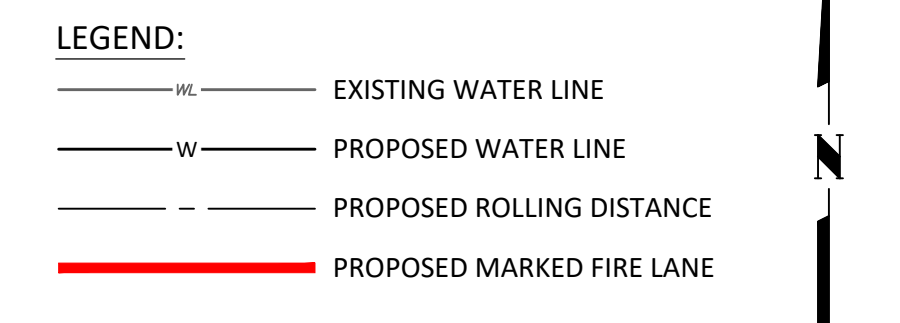 LEGEND:
WL EXISTING WATER LINE
W PROPOSED WATER LINE
PROPOSED ROLLING DISTANCE
PROPOSED MARKED FIRE LANE
N